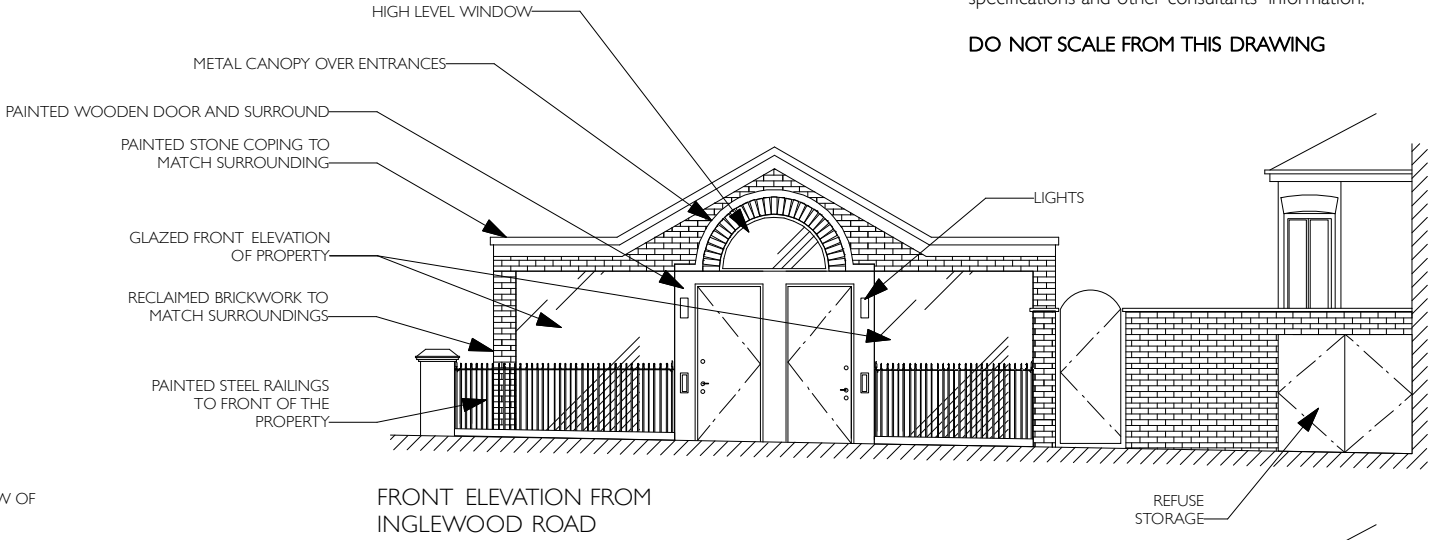 specifications and other consultants' information.
DO NOT SCALE FROM THIS DRAWING
HIGH LEVEL WINDOW
METAL CANOPY OVER ENTRANCES
PAINTED WOODEN DOOR AND SURROUND
PAINTED STONE COPING TO
MATCH SURROUNDING
GLAZED FRONT ELEVATION
OF PROPERTY
RECLAIMED BRICKWORK TO
MATCH SURROUNDINGS
PAINTED STEEL RAILINGS
TO FRONT OF THE
PROPERTY
LIGHTS
REFUSE
STORAGE
W OF
FRONT ELEVATION FROM
INGLEWOOD ROAD